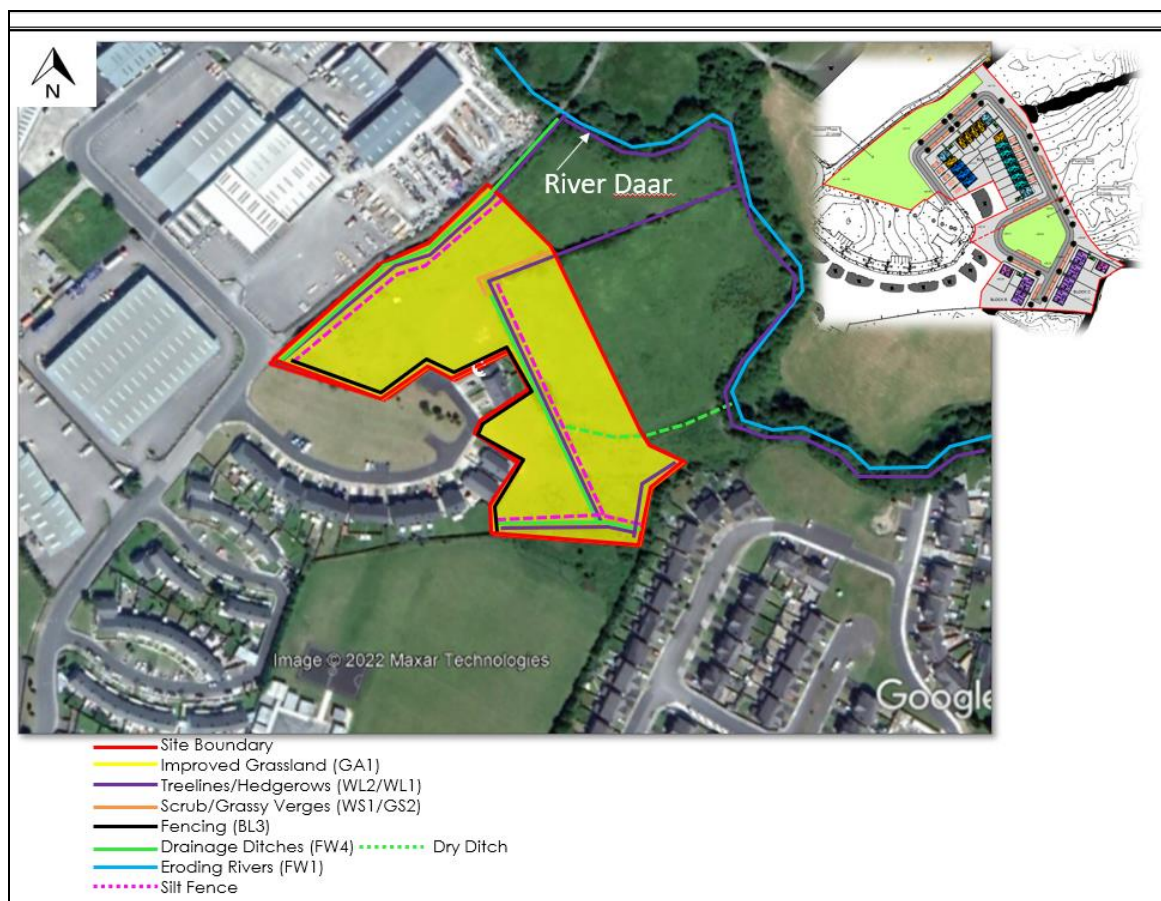 N
River Daar
Image © 2022 Maxar Technologies
Google
Site Boundary
Improved Grassland (GA1)
Treelines/Hedgerows (WL2/WL1)
Scrub/Grassy Verges (WS1/GS2)
Fencing (BL3)
Drainage Ditches (FW4) Dry Ditch
Eroding Rivers (FW1)
Silt Fence